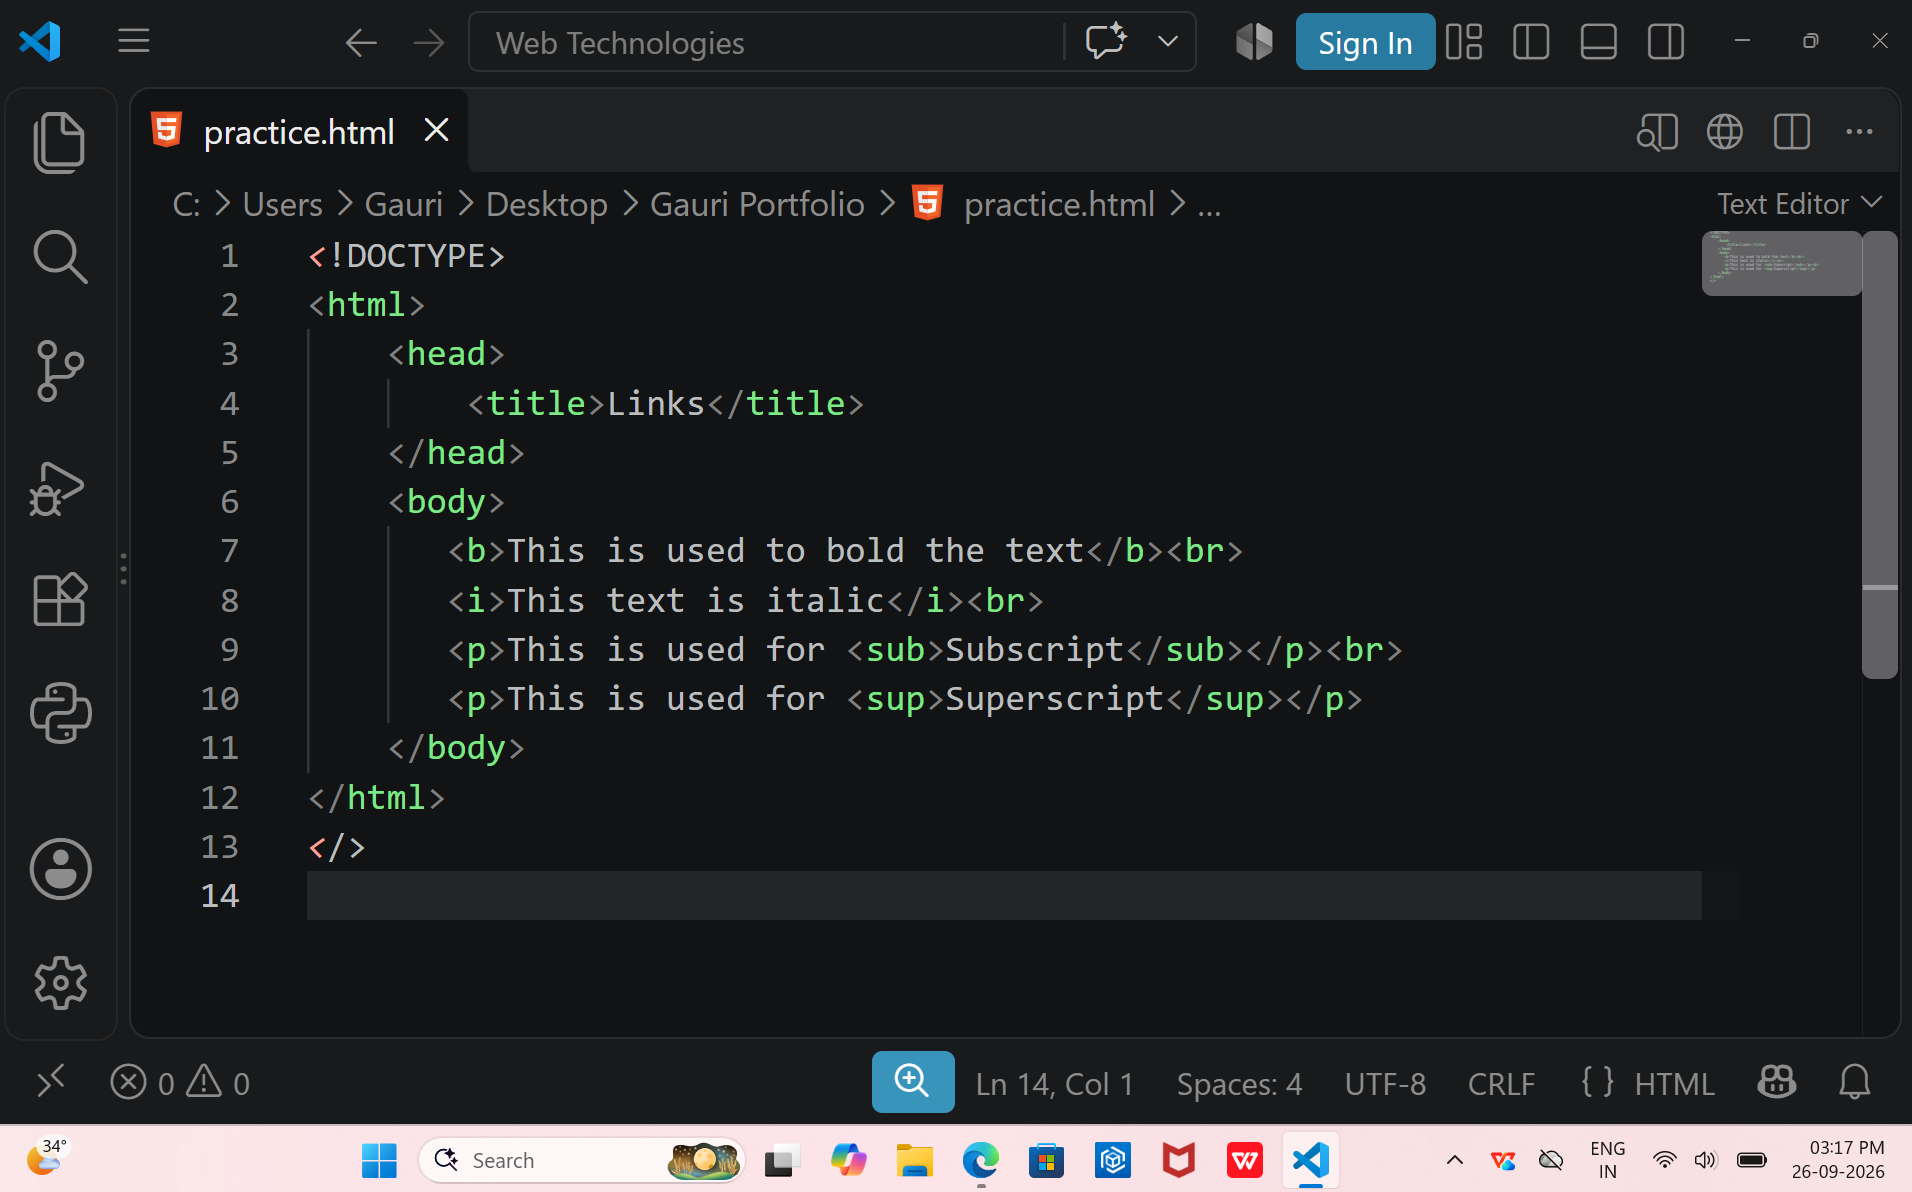 Web Technologies
Sign In
practice.html
C: > Users > Gauri > Desktop > Gauri Portfolio > practice.html > ...
Text Editor
1 <!DOCTYPE>
2 <html>
3 <head>
4 <title>Links</title>
5 </head>
6 <body>
7 <b>This is used to bold the text</b><br>
8 <i>This text is italic</i><br>
9 <p>This is used for <sub>Subscript</sub></p><br>
10 <p>This is used for <sup>Superscript</sup></p>
11 </body>
12 </html>
13 </>
14
0 0
Ln 14, Col 1 Spaces: 4 UTF-8 CRLF {} HTML
34°
Search
ENG
IN
03:17 PM
26-09-2026